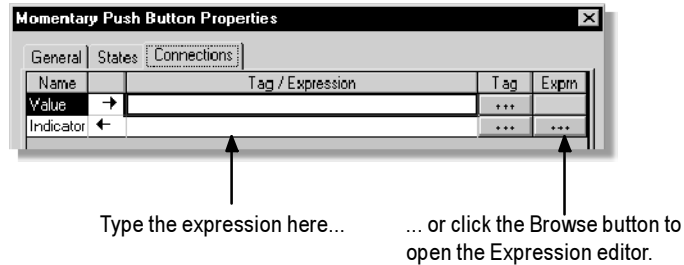 Momentary Push Button Properties
General States Connections
Name Tag / Expression Tag Exprn
Value → ...
Indicator ← ... ...
Type the expression here...
... or click the Browse button to
open the Expression editor.